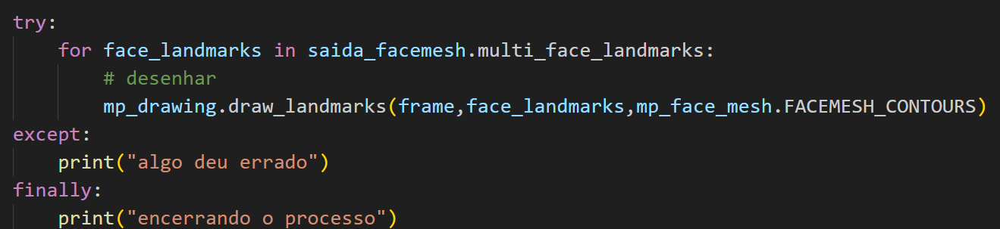 try:
    for face_landmarks in saida_facemesh.multi_face_landmarks:
        # desenhar
        mp_drawing.draw_landmarks(frame,face_landmarks,mp_face_mesh.FACEMESH_CONTOURS)
except:
    print("algo deu errado")
finally:
    print("encerrando o processo")